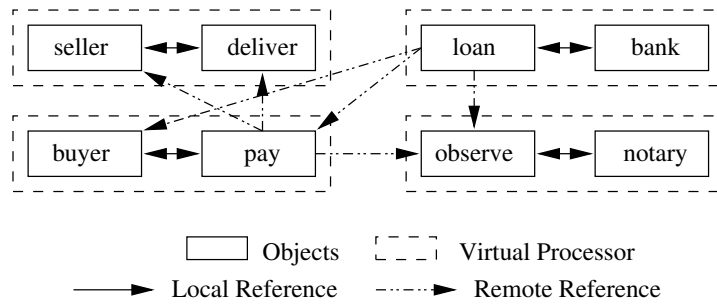 seller deliver loan bank
buyer pay observe notary
Objects Virtual Processor
Local Reference Remote Reference